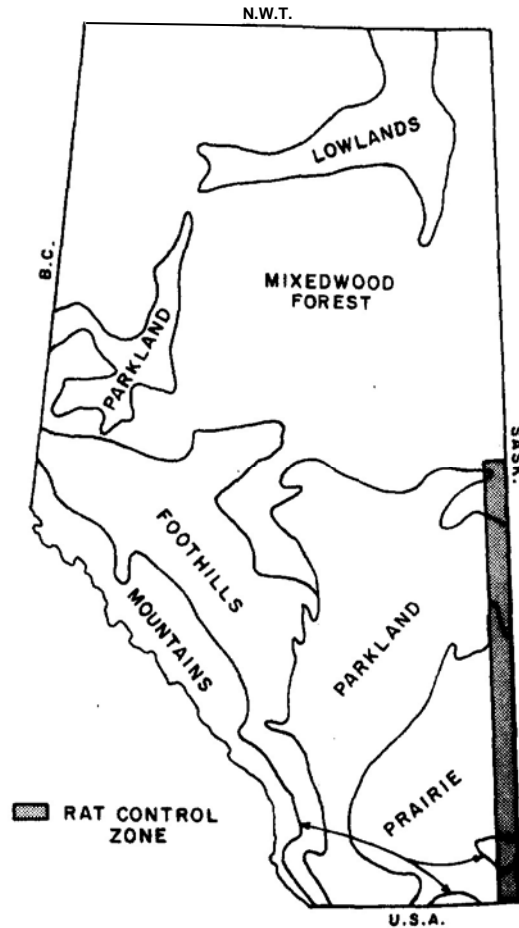 N.W.T.
LOWLANDS
B.C.
MIXEDWOOD
FOREST
PARKLAND
SASK.
FOOTHILLS
MOUNTAINS
PARKLAND
PRAIRIE
RAT CONTROL
ZONE
U.S.A.